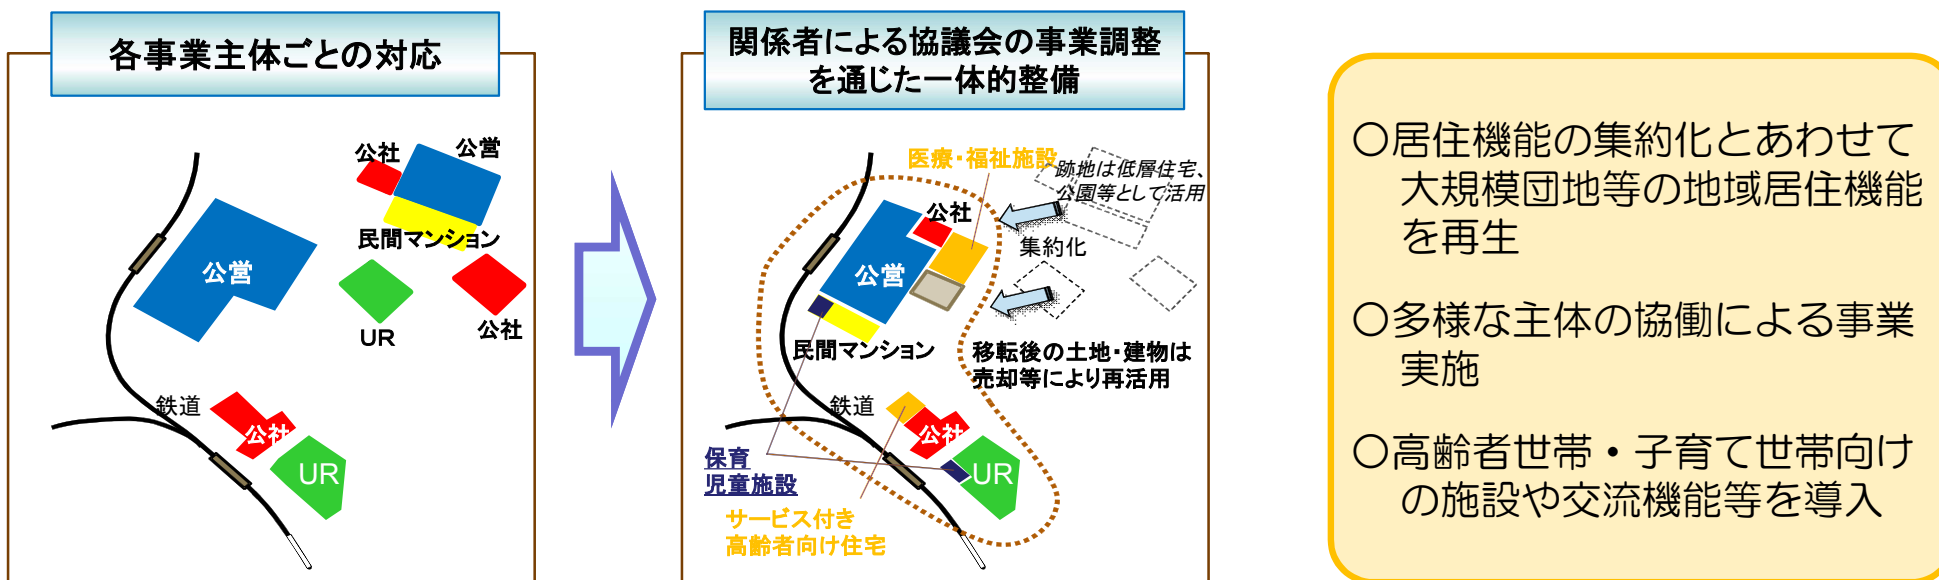 各事業主体ごとの対応
公社
公営
民間マンション
公営
UR
公社
鉄道
公社
UR
関係者による協議会の事業調整
を通じた一体的整備
医療・福祉施設
跡地は低層住宅、
公園等として活用
公社
集約化
公営
民間マンション
移転後の土地・建物は
売却等により再活用
鉄道
公社
保育
児童施設
UR
サービス付き
高齢者向け住宅
〇居住機能の集約化とあわせて
大規模団地等の地域居住機能
を再生
〇多様な主体の協働による事業
実施
〇高齢者世帯・子育て世帯向け
の施設や交流機能等を導入